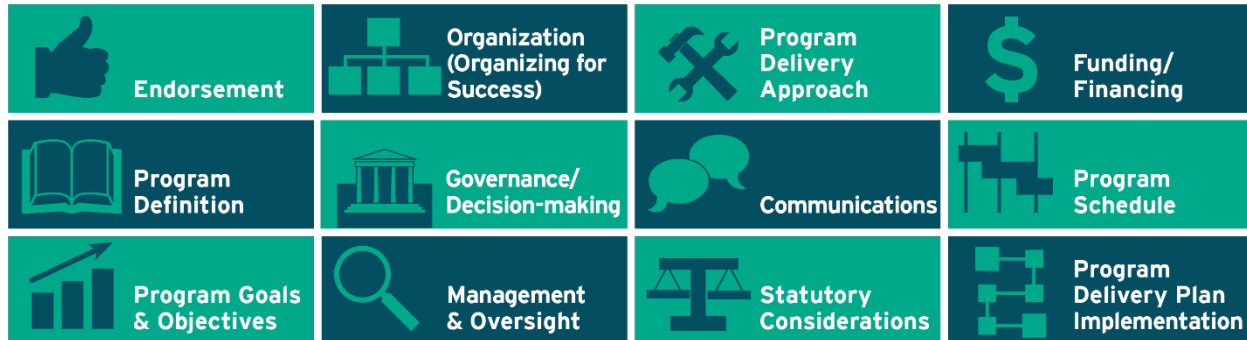 Endorsement
Organization
(Organizing for
Success)
Program
Delivery
Approach
Funding/
Financing
Program
Definition
Governance/
Decision-making
Communications
Program
Schedule
Program Goals
& Objectives
Management
& Oversight
Statutory
Considerations
Program
Delivery Plan
Implementation